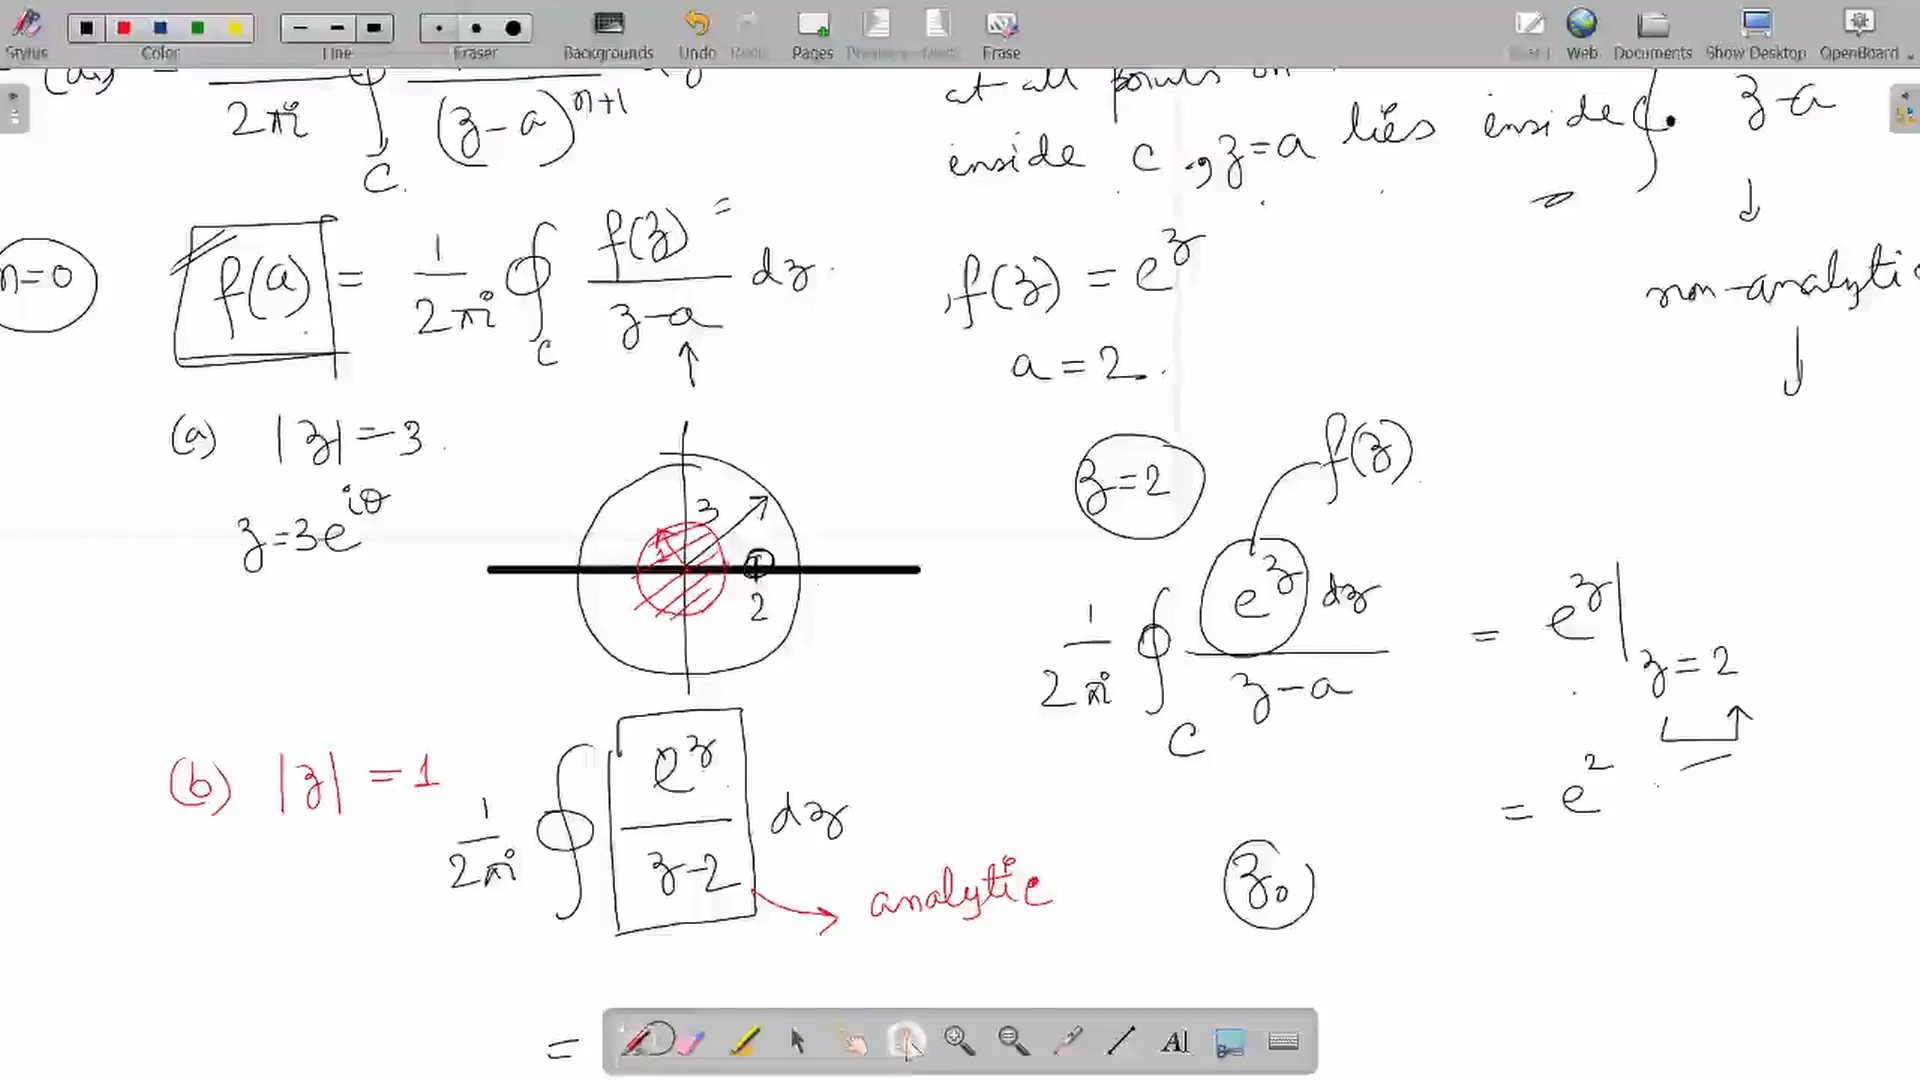 Stylus Color Line Eraser Backgrounds Undo Redo Pages Erase Web Documents Show Desktop OpenBoard
2πi C (z-a)^{n+1}
at all points on
inside C, z=a lies inside C.
z-a
n=0
f(a) = 1/2πi ∮_C f(z)/(z-a) dz
f(z) = e^z
a = 2.
non-analytic
(a) |z| = 3
z = 3e^{iθ}
3
1
2
z=2
f(z)
1/2πi ∮_C e^z dz/(z-a) = e^z|_{z=2}
= e^2
(b) |z| = 1
1/2πi ∮ e^z/(z-2) dz
analytic
z_0
=